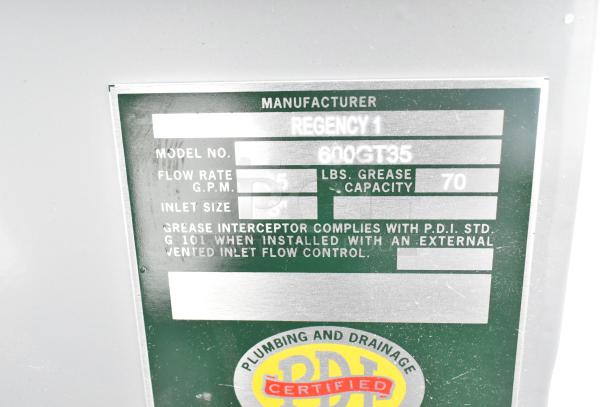 MANUFACTURER
REGENCY 1
MODEL NO. 600GT35
FLOW RATE G.P.M. LBS. GREASE CAPACITY 70
INLET SIZE
GREASE INTERCEPTOR COMPLIES WITH P.D.I. STD.
G 101 WHEN INSTALLED WITH AN EXTERNAL
VENTED INLET FLOW CONTROL.
PLUMBING AND DRAINAGE
PDI
CERTIFIED